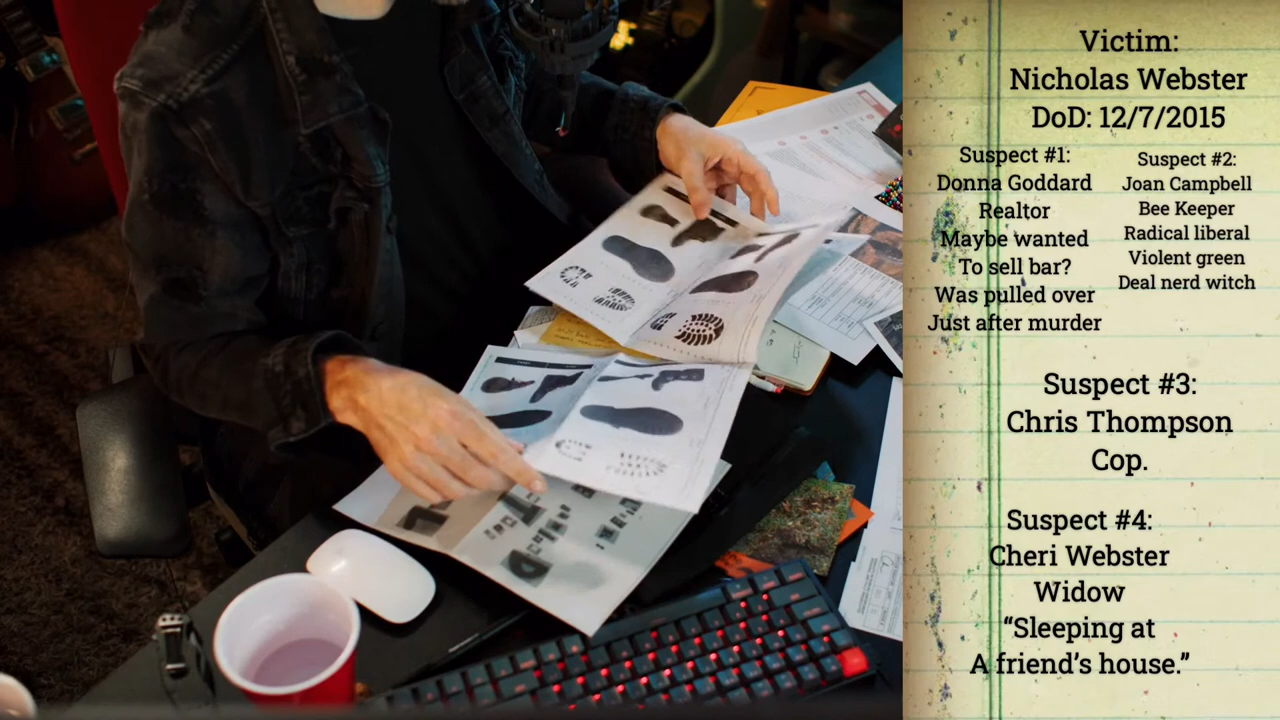 Victim:
Nicholas Webster
DoD: 12/7/2015
Suspect #1:
Donna Goddard
Realtor
Maybe wanted
To sell bar?
Was pulled over
Just after murder
Suspect #2:
Joan Campbell
Bee Keeper
Radical liberal
Violent green
Deal nerd witch
Suspect #3:
Chris Thompson
Cop.
Suspect #4:
Cheri Webster
Widow
“Sleeping at
A friend’s house.”